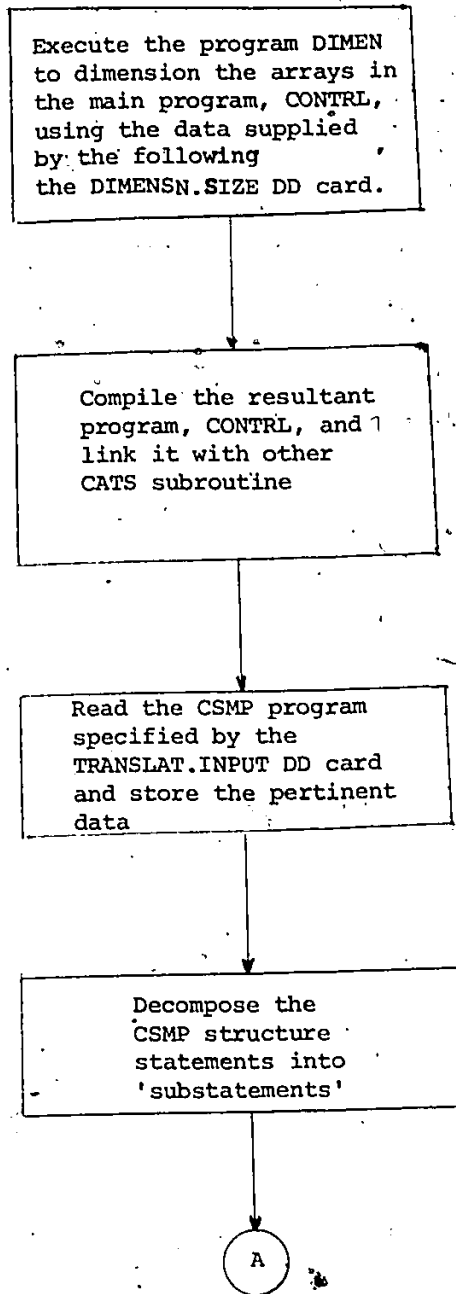 Execute the program DIMEN
to dimension the arrays in
the main program, CONTRL,
using the data supplied
by the following
the DIMENSN.SIZE DD card.
Compile the resultant
program, CONTRL, and
link it with other
CATS subroutine
Read the CSMP program
specified by the
TRANSLAT.INPUT DD card
and store the pertinent
data
Decompose the
CSMP structure
statements into
'substatements'
A